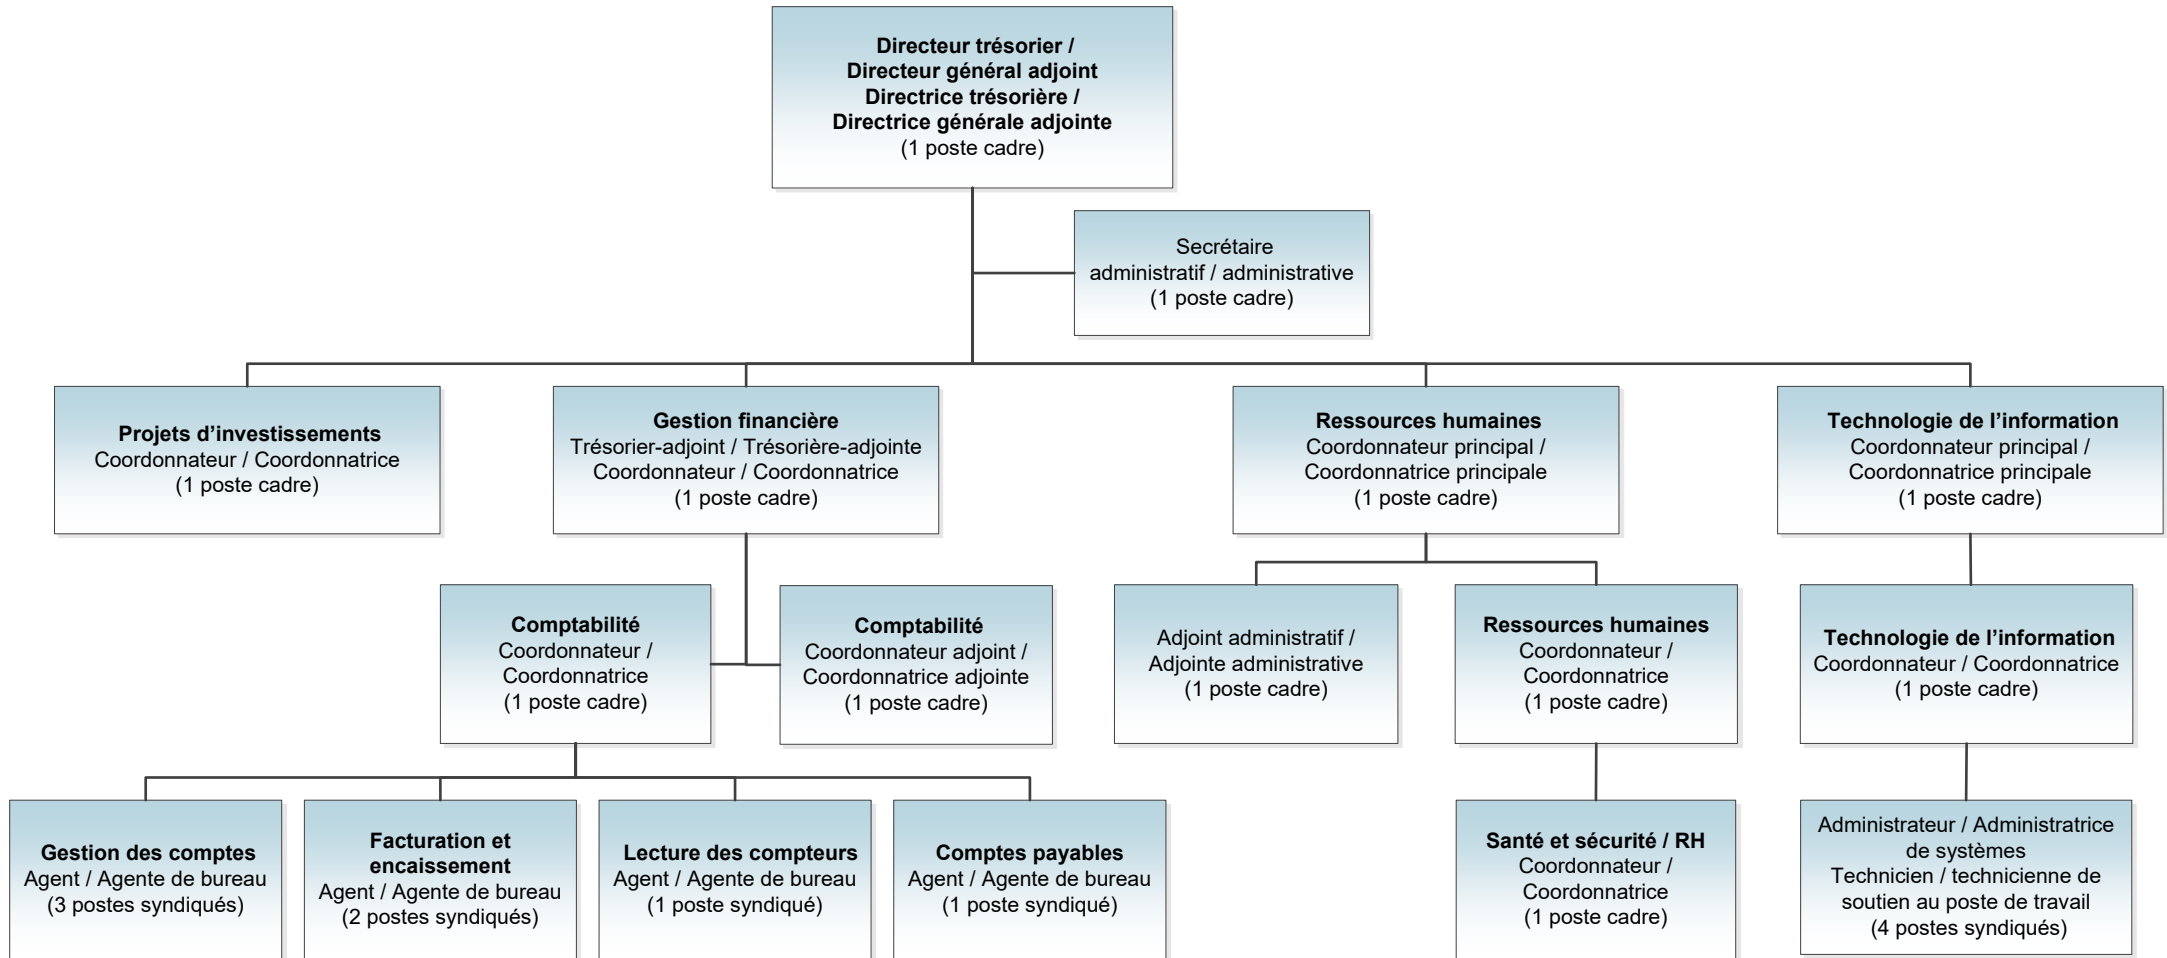 Directeur trésorier /
Directeur général adjoint
Directrice trésorière /
Directrice générale adjointe
(1 poste cadre)
Secrétaire
administratif / administrative
(1 poste cadre)
Projets d’investissements
Coordonnateur / Coordonnatrice
(1 poste cadre)
Gestion financière
Trésorier-adjoint / Trésorière-adjointe
Coordonnateur / Coordonnatrice
(1 poste cadre)
Ressources humaines
Coordonnateur principal /
Coordonnatrice principale
(1 poste cadre)
Technologie de l’information
Coordonnateur principal /
Coordonnatrice principale
(1 poste cadre)
Comptabilité
Coordonnateur /
Coordonnatrice
(1 poste cadre)
Comptabilité
Coordonnateur adjoint /
Coordonnatrice adjointe
(1 poste cadre)
Adjoint administratif /
Adjointe administrative
(1 poste cadre)
Ressources humaines
Coordonnateur /
Coordonnatrice
(1 poste cadre)
Technologie de l’information
Coordonnateur / Coordonnatrice
(1 poste cadre)
Gestion des comptes
Agent / Agente de bureau
(3 postes syndiqués)
Facturation et
encaissement
Agent / Agente de bureau
(2 postes syndiqués)
Lecture des compteurs
Agent / Agente de bureau
(1 poste syndiqué)
Comptes payables
Agent / Agente de bureau
(1 poste syndiqué)
Santé et sécurité / RH
Coordonnateur /
Coordonnatrice
(1 poste cadre)
Administrateur / Administratrice
de systèmes
Technicien / technicienne de
soutien au poste de travail
(4 postes syndiqués)